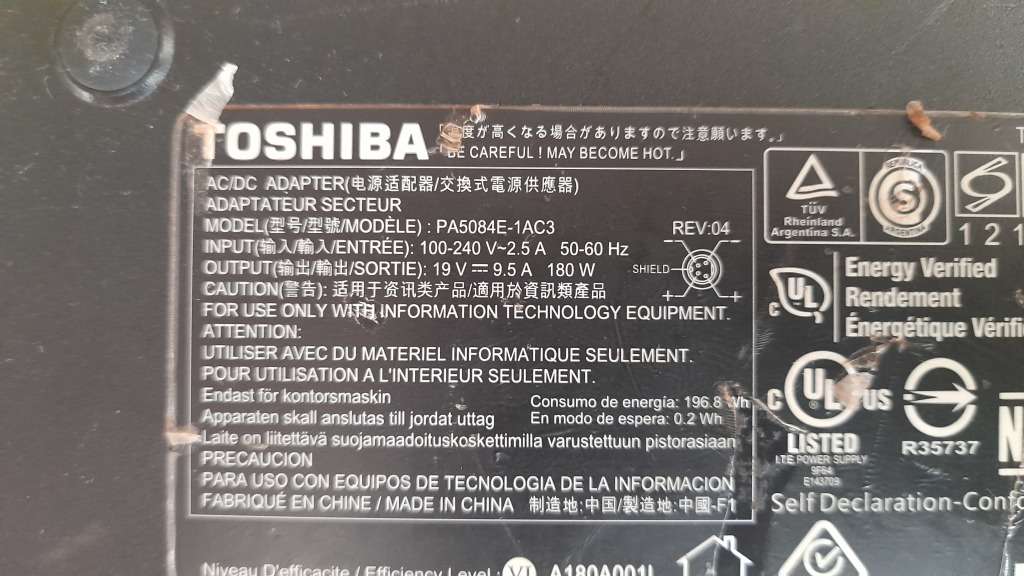 TOSHIBA
度が高くなる場合がありますので注意願います。」
BE CAREFUL ! MAY BECOME HOT.」
AC/DC ADAPTER(电源适配器/交換式電源供應器)
ADAPTATEUR SECTEUR
MODEL(型号/型號/MODÈLE) : PA5084E-1AC3
REV:04
INPUT(输入/輸入/ENTRÉE): 100-240 V~2.5 A 50-60 Hz
OUTPUT(输出/輸出/SORTIE): 19 V⎓ 9.5 A 180 W
SHIELD
- -
+ +
CAUTION(警告): 适用于资讯类产品/適用於資訊類產品
FOR USE ONLY WITH INFORMATION TECHNOLOGY EQUIPMENT.
ATTENTION:
UTILISER AVEC DU MATERIEL INFORMATIQUE SEULEMENT.
POUR UTILISATION A L'INTERIEUR SEULEMENT.
Endast för kontorsmaskin
Consumo de energía: 196.8 Wh
Apparaten skall anslutas till jordat uttag
En modo de espera: 0.2 Wh
Laite on liitettävä suojamaadoituskoskettimilla varustettuun pistorasiaan
PRECAUCION
PARA USO CON EQUIPOS DE TECNOLOGIA DE LA INFORMACION
FABRIQUÉ EN CHINE / MADE IN CHINA 制造地:中国/製造地:中國-F1
Niveau D'efficacite / Efficiency Level : VI A180A001L
TÜV
Rheinland
Argentina S.A.
REPUBLICA
S
ARGENTINA
S
1 2 1
c UL
Energy Verified
Rendement
Énergétique Vérifi
c UL US
LISTED
I.T.E. POWER SUPPLY
9F64
E143709
R35737
N
Self Declaration-Confo